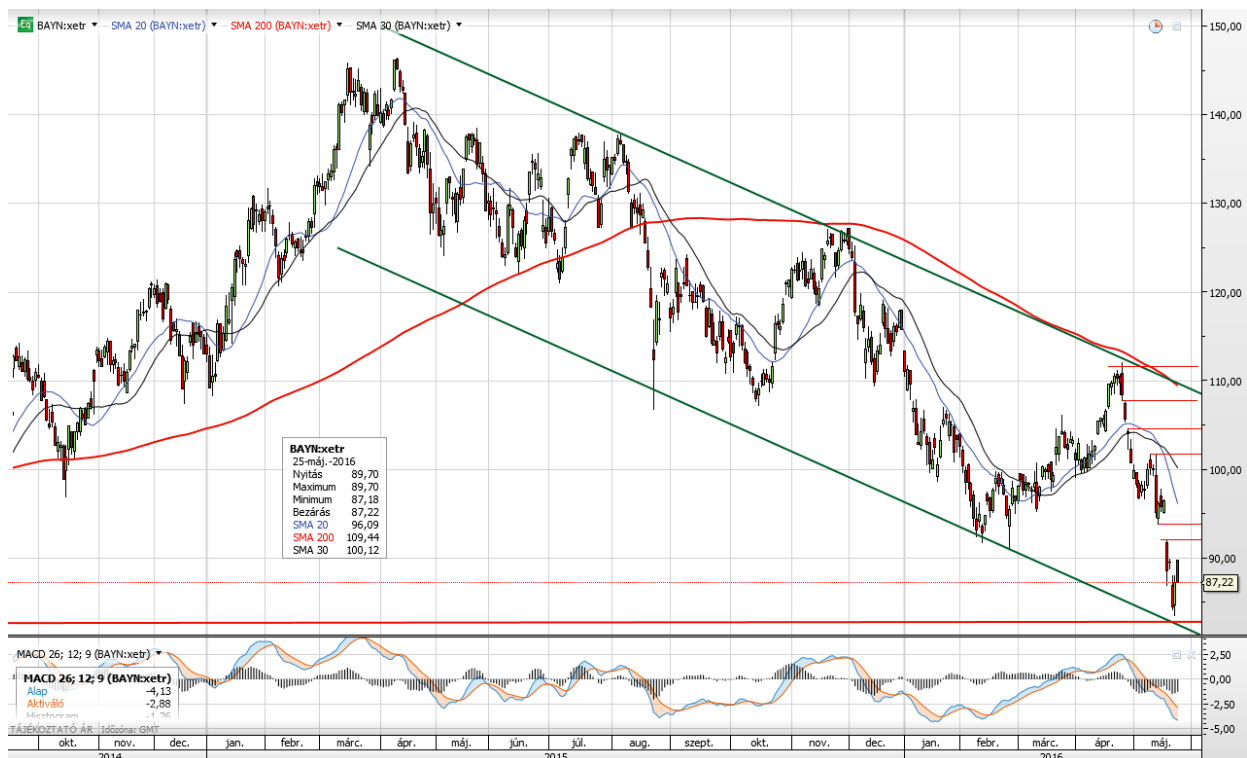 BAYN:xetr SMA 20 (BAYN:xetr) SMA 200 (BAYN:xetr) SMA 30 (BAYN:xetr)
150,00
140,00
130,00
120,00
110,00
100,00
90,00
87,22
BAYN:xetr
25-máj.-2016
Nyitás 89,70
Maximum 89,70
Minimum 87,18
Bezárás 87,22
SMA 20 96,09
SMA 200 109,44
SMA 30 100,12
MACD 26; 12; 9 (BAYN:xetr)
MACD 26; 12; 9 (BAYN:xetr)
Alap -4,13
Aktiváló -2,88
Hisztogram -1,26
2,50
0,00
-2,50
-5,00
TÁJÉKOZTATÓ ÁR Időzóna: GMT
okt. nov. dec. jan. febr. márc. ápr. máj. jún. júl. aug. szept. okt. nov. dec. jan. febr. márc. ápr. máj.
2014 2015 2016